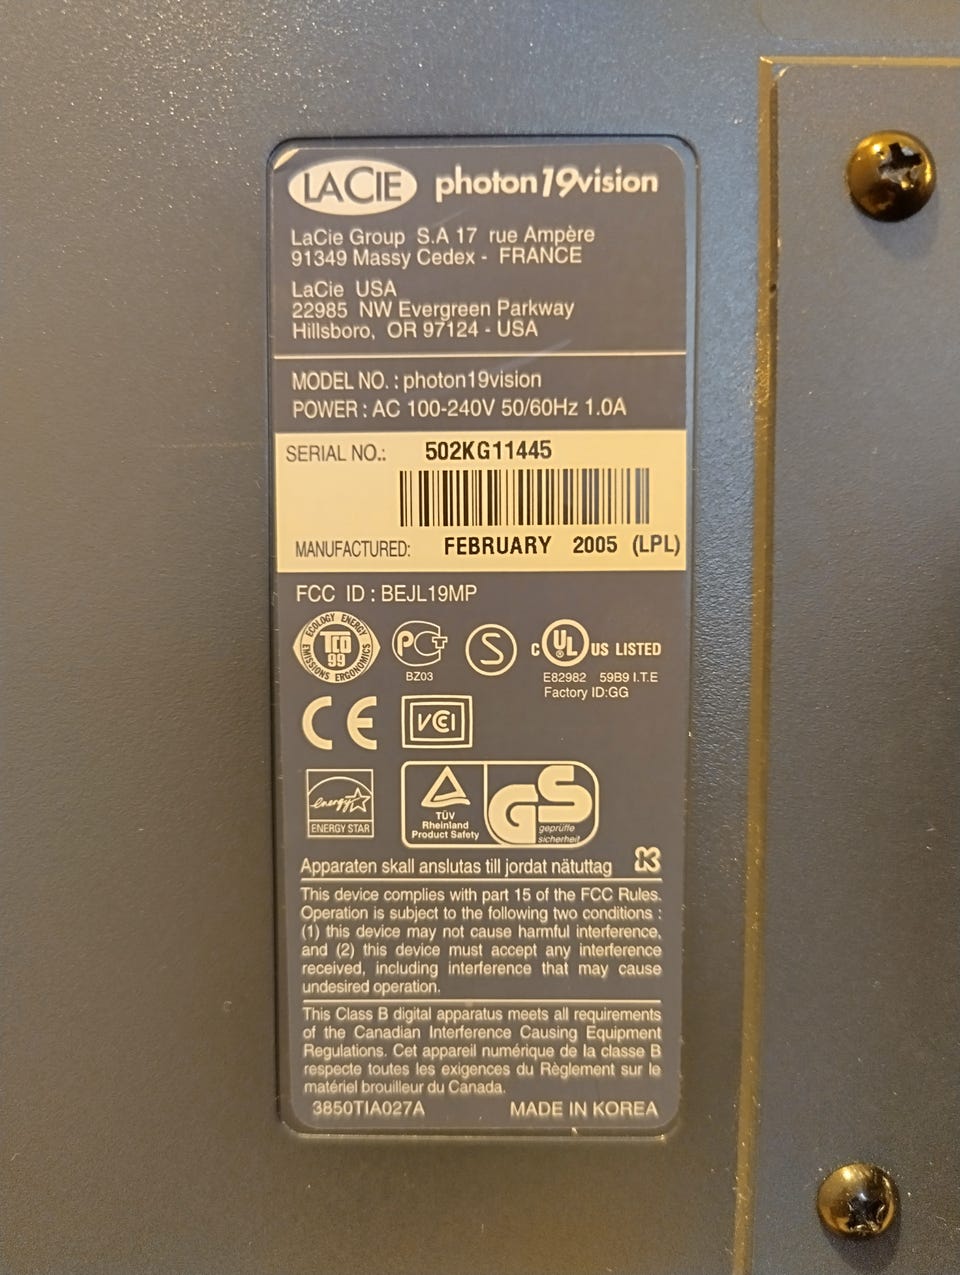 LACIE photon19vision
LaCie Group S.A 17 rue Ampère
91349 Massy Cedex - FRANCE
LaCie USA
22985 NW Evergreen Parkway
Hillsboro, OR 97124 - USA
MODEL NO. : photon19vision
POWER : AC 100-240V 50/60Hz 1.0A
SERIAL NO.: 502KG11445
MANUFACTURED: FEBRUARY 2005 (LPL)
FCC ID : BEJL19MP
ECOLOGY ENERGY
TCO
99
EMISSIONS ERGONOMICS
PCT
BZ03
S
C UL US LISTED
E82982 59B9 I.T.E
Factory ID:GG
CE
VCI
energy
ENERGY STAR
TÜV
Rheinland
Product Safety
GS
geprüfte
sicherheit
Apparaten skall anslutas till jordat nätuttag
This device complies with part 15 of the FCC Rules.
Operation is subject to the following two conditions :
(1) this device may not cause harmful interference,
and (2) this device must accept any interference
received, including interference that may cause
undesired operation.
This Class B digital apparatus meets all requirements
of the Canadian Interference Causing Equipment
Regulations. Cet appareil numérique de la classe B
respecte toutes les exigences du Règlement sur le
matériel brouilleur du Canada.
3850TIA027A MADE IN KOREA